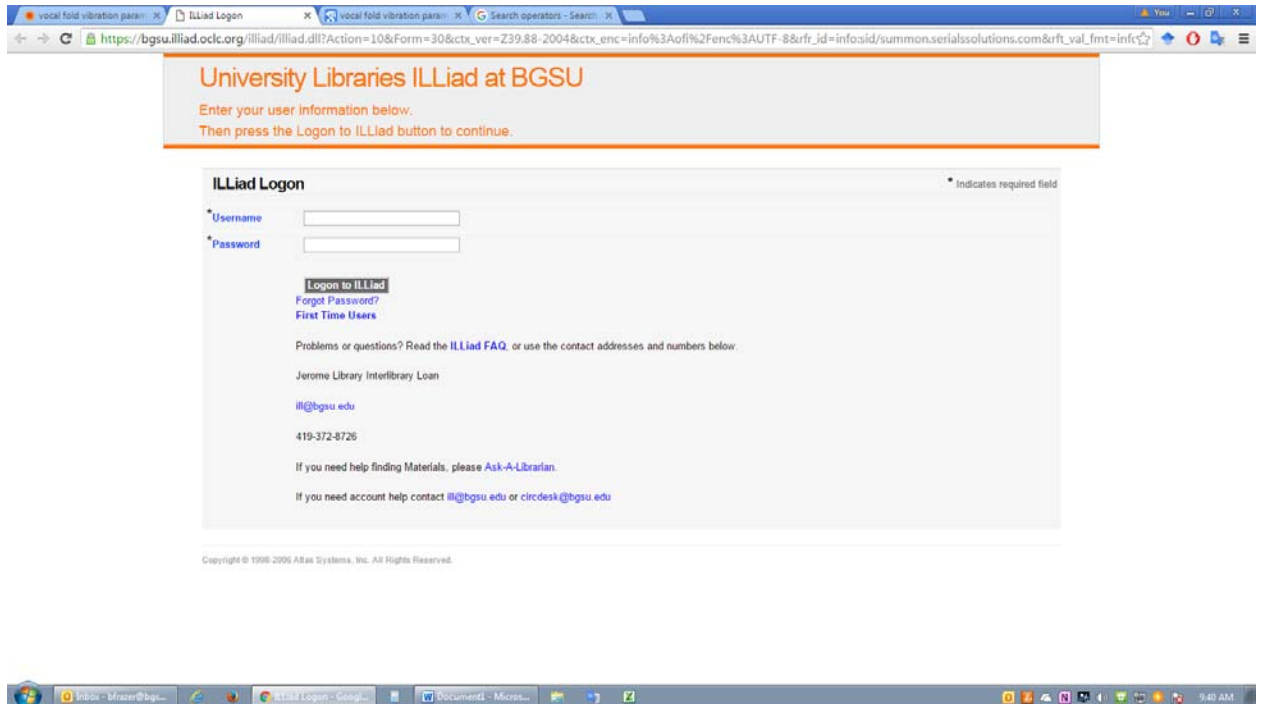 vocal fold vibration param
ILLiad Logon
vocal fold vibration param
Search operators - Search
You
https://bgsu.illiad.oclc.org/illiad/illiad.dll?Action=10&Form=30&ctx_ver=Z39.88-2004&ctx_enc=info%3Aofi%2Fenc%3AUTF-8&rfr_id=info:sid/summon.serialssolutions.com&rft_val_fmt=info
University Libraries ILLiad at BGSU
Enter your user information below.
Then press the Logon to ILLiad button to continue.
ILLiad Logon
* Indicates required field
*Username
*Password
Logon to ILLiad
Forgot Password?
First Time Users
Problems or questions? Read the ILLiad FAQ, or use the contact addresses and numbers below.
Jerome Library Interlibrary Loan
ill@bgsu.edu
419-372-8726
If you need help finding Materials, please Ask-A-Librarian.
If you need account help contact ill@bgsu.edu or circdesk@bgsu.edu
Copyright © 1998-2006 Atlas Systems, Inc. All Rights Reserved.
Inbox - bfrazer@bgs...
ILLiad Logon - Googl...
Document1 - Micros...
9:40 AM